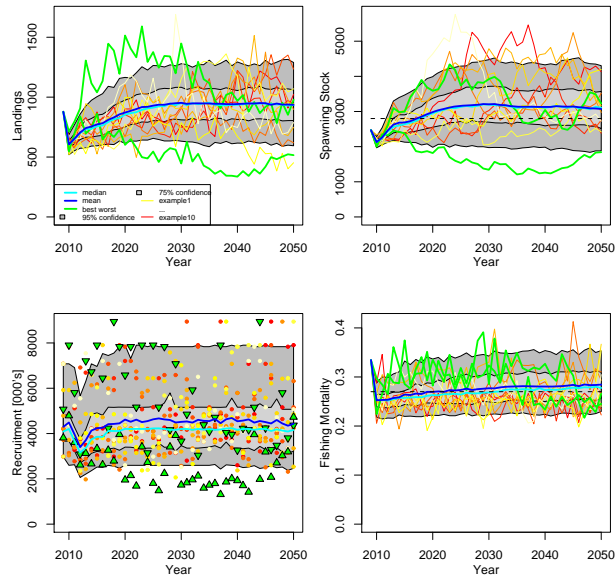 Landings
0
500
1000
1500
median
mean
best worst
95% confidence
75% confidence
example1
...
example10
2010
2020
2030
2040
2050
Year
Spawning Stock
0
1000
3000
5000
2010
2020
2030
2040
2050
Year
Recruitment [000's]
0
2000
4000
6000
8000
2010
2020
2030
2040
2050
Year
Fishing Mortality
0.0
0.1
0.2
0.3
0.4
2010
2020
2030
2040
2050
Year